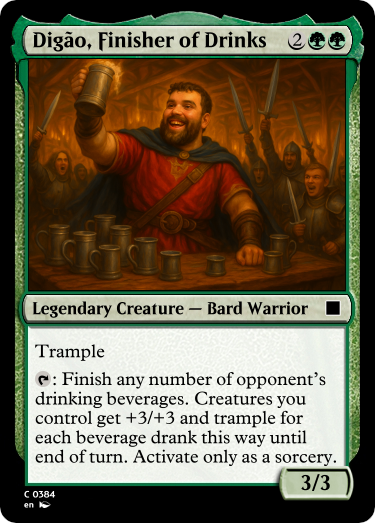 Digão, Finisher of Drinks 2
Legendary Creature — Bard Warrior
Trample
: Finish any number of opponent's
drinking beverages. Creatures you
control get +3/+3 and trample for
each beverage drank this way until
end of turn. Activate only as a sorcery.
3/3
C 0384
en